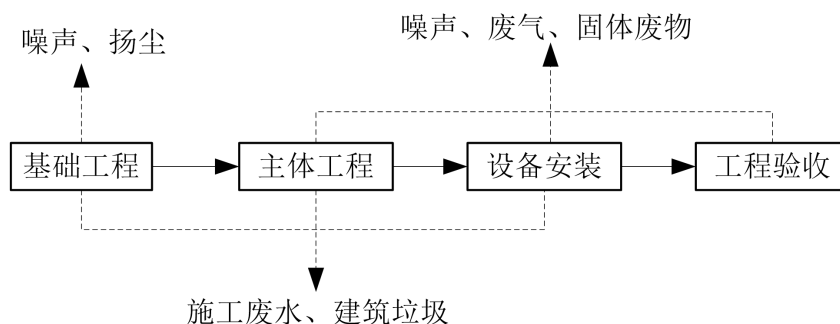 噪声、扬尘
噪声、废气、固体废物
基础工程
主体工程
设备安装
工程验收
施工废水、建筑垃圾